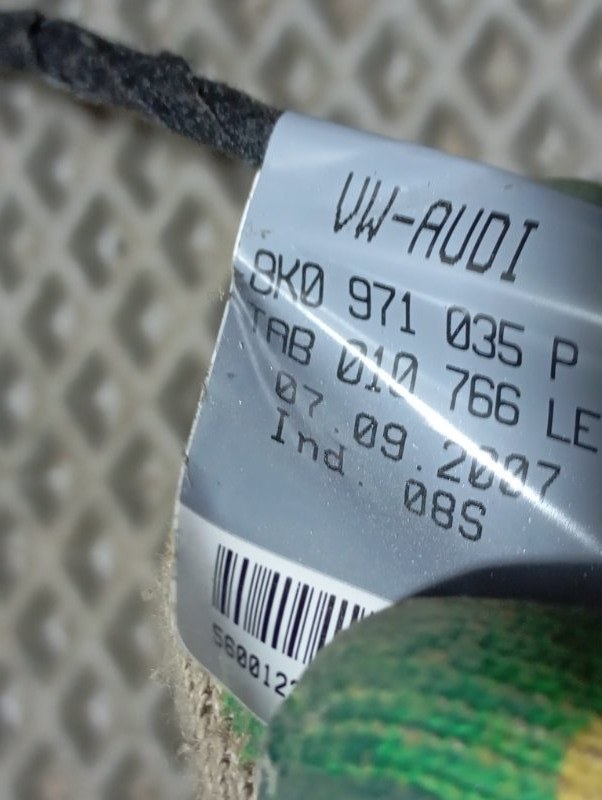 VW-AUDI
8K0 971 035 P
TAB 010 766 LE
07.09.2007
Ind. 08S